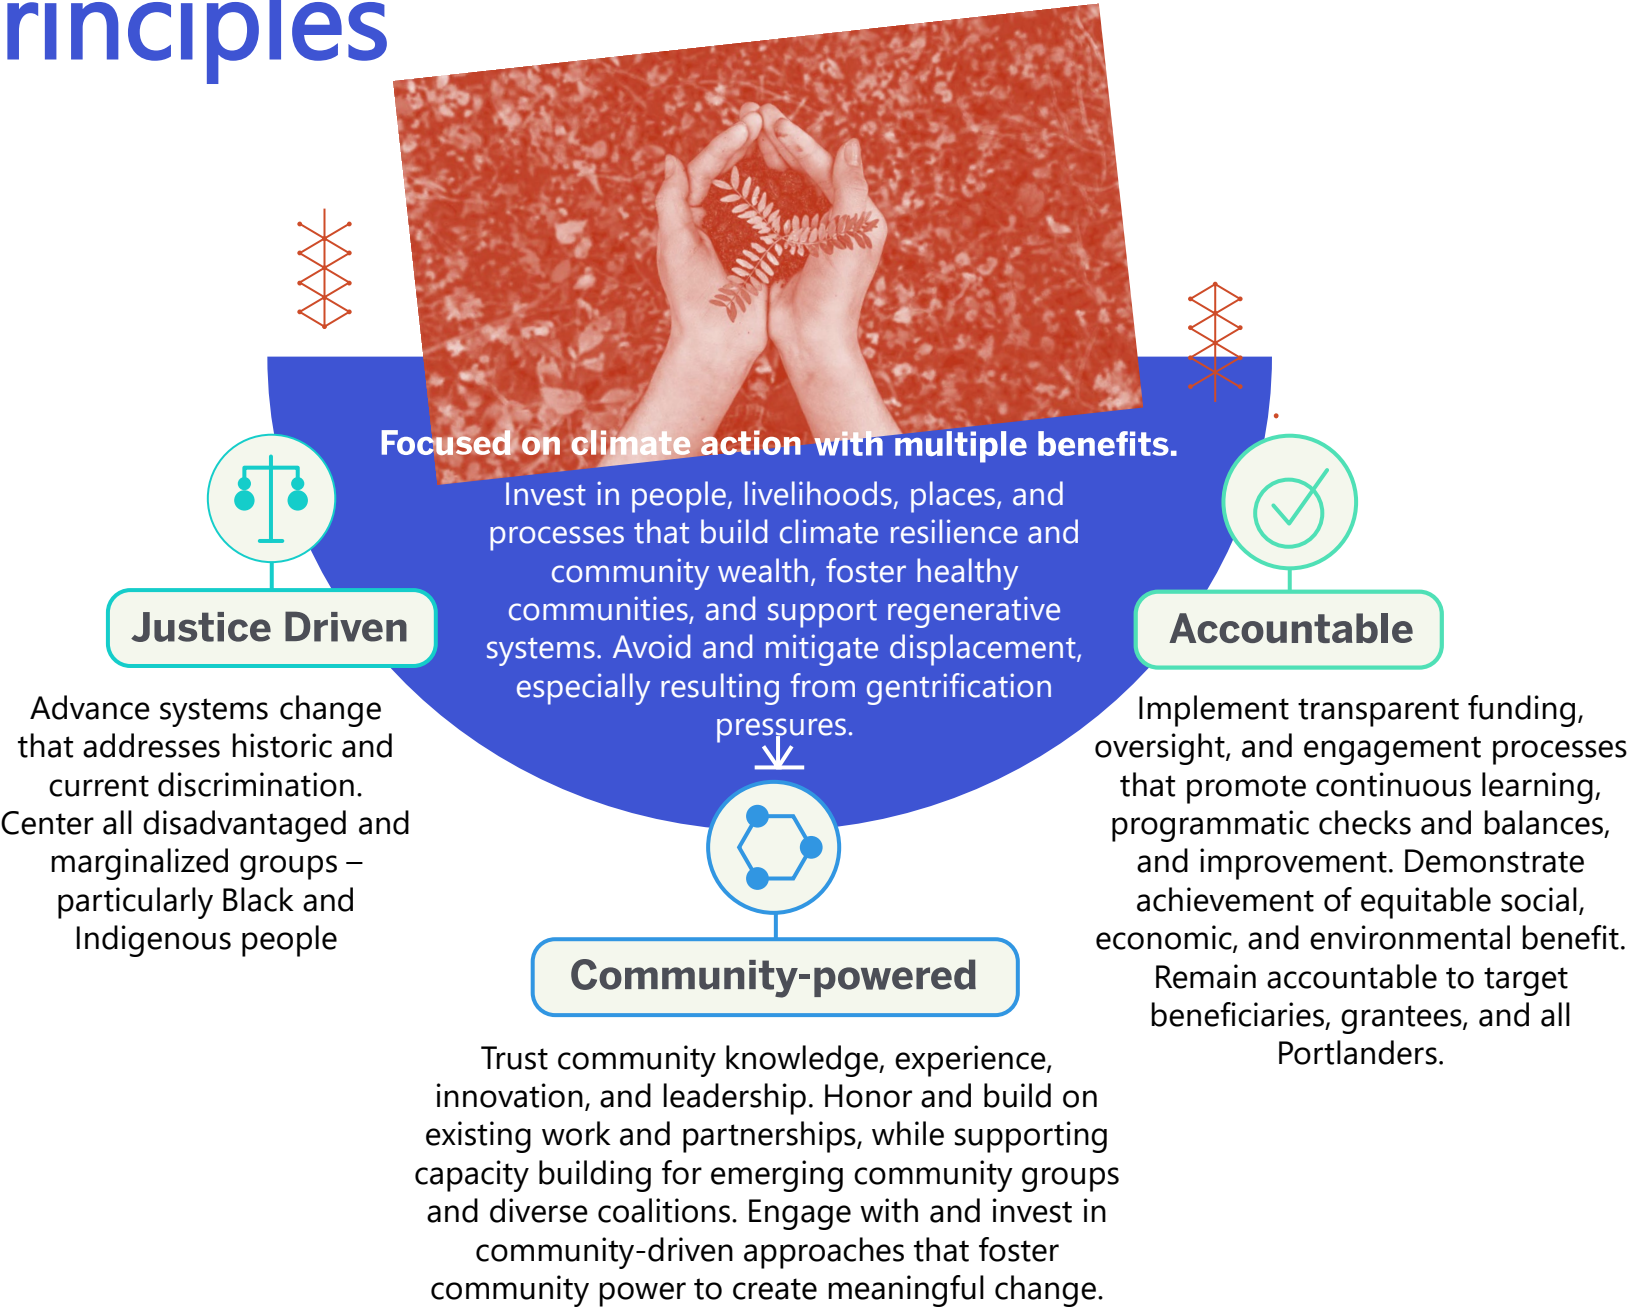 rinciples
Focused on climate action with multiple benefits.
Invest in people, livelihoods, places, and
processes that build climate resilience and
community wealth, foster healthy
communities, and support regenerative
systems. Avoid and mitigate displacement,
especially resulting from gentrification
pressures.
Justice Driven
Advance systems change
that addresses historic and
current discrimination.
Center all disadvantaged and
marginalized groups –
particularly Black and
Indigenous people
Community-powered
Trust community knowledge, experience,
innovation, and leadership. Honor and build on
existing work and partnerships, while supporting
capacity building for emerging community groups
and diverse coalitions. Engage with and invest in
community-driven approaches that foster
community power to create meaningful change.
Accountable
Implement transparent funding,
oversight, and engagement processes
that promote continuous learning,
programmatic checks and balances,
and improvement. Demonstrate
achievement of equitable social,
economic, and environmental benefit.
Remain accountable to target
beneficiaries, grantees, and all
Portlanders.